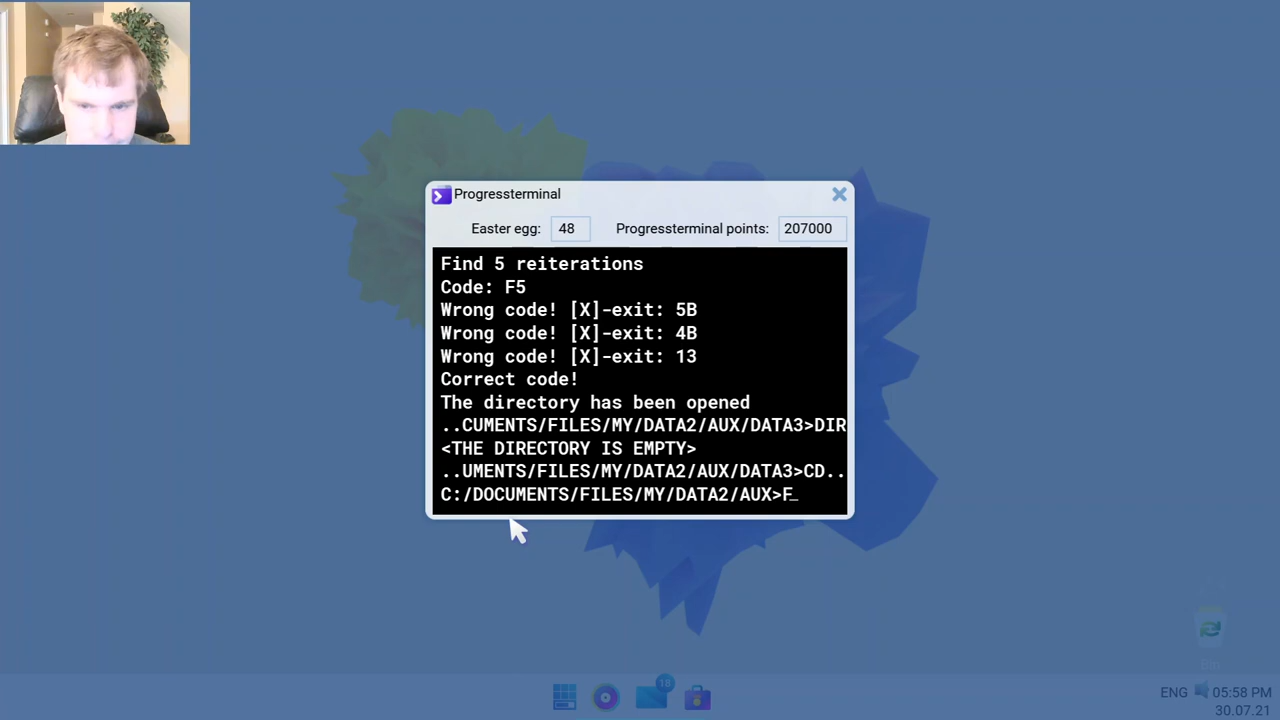 Progressterminal
Easter egg: 48 Progressterminal points: 207000
Find 5 reiterations
Code: F5
Wrong code! [X]-exit: 5B
Wrong code! [X]-exit: 4B
Wrong code! [X]-exit: 13
Correct code!
The directory has been opened
..CUMENTS/FILES/MY/DATA2/AUX/DATA3>DIR
<THE DIRECTORY IS EMPTY>
..UMENTS/FILES/MY/DATA2/AUX/DATA3>CD..
C:/DOCUMENTS/FILES/MY/DATA2/AUX>F_
Bin
18
ENG 05:58 PM
30.07.21